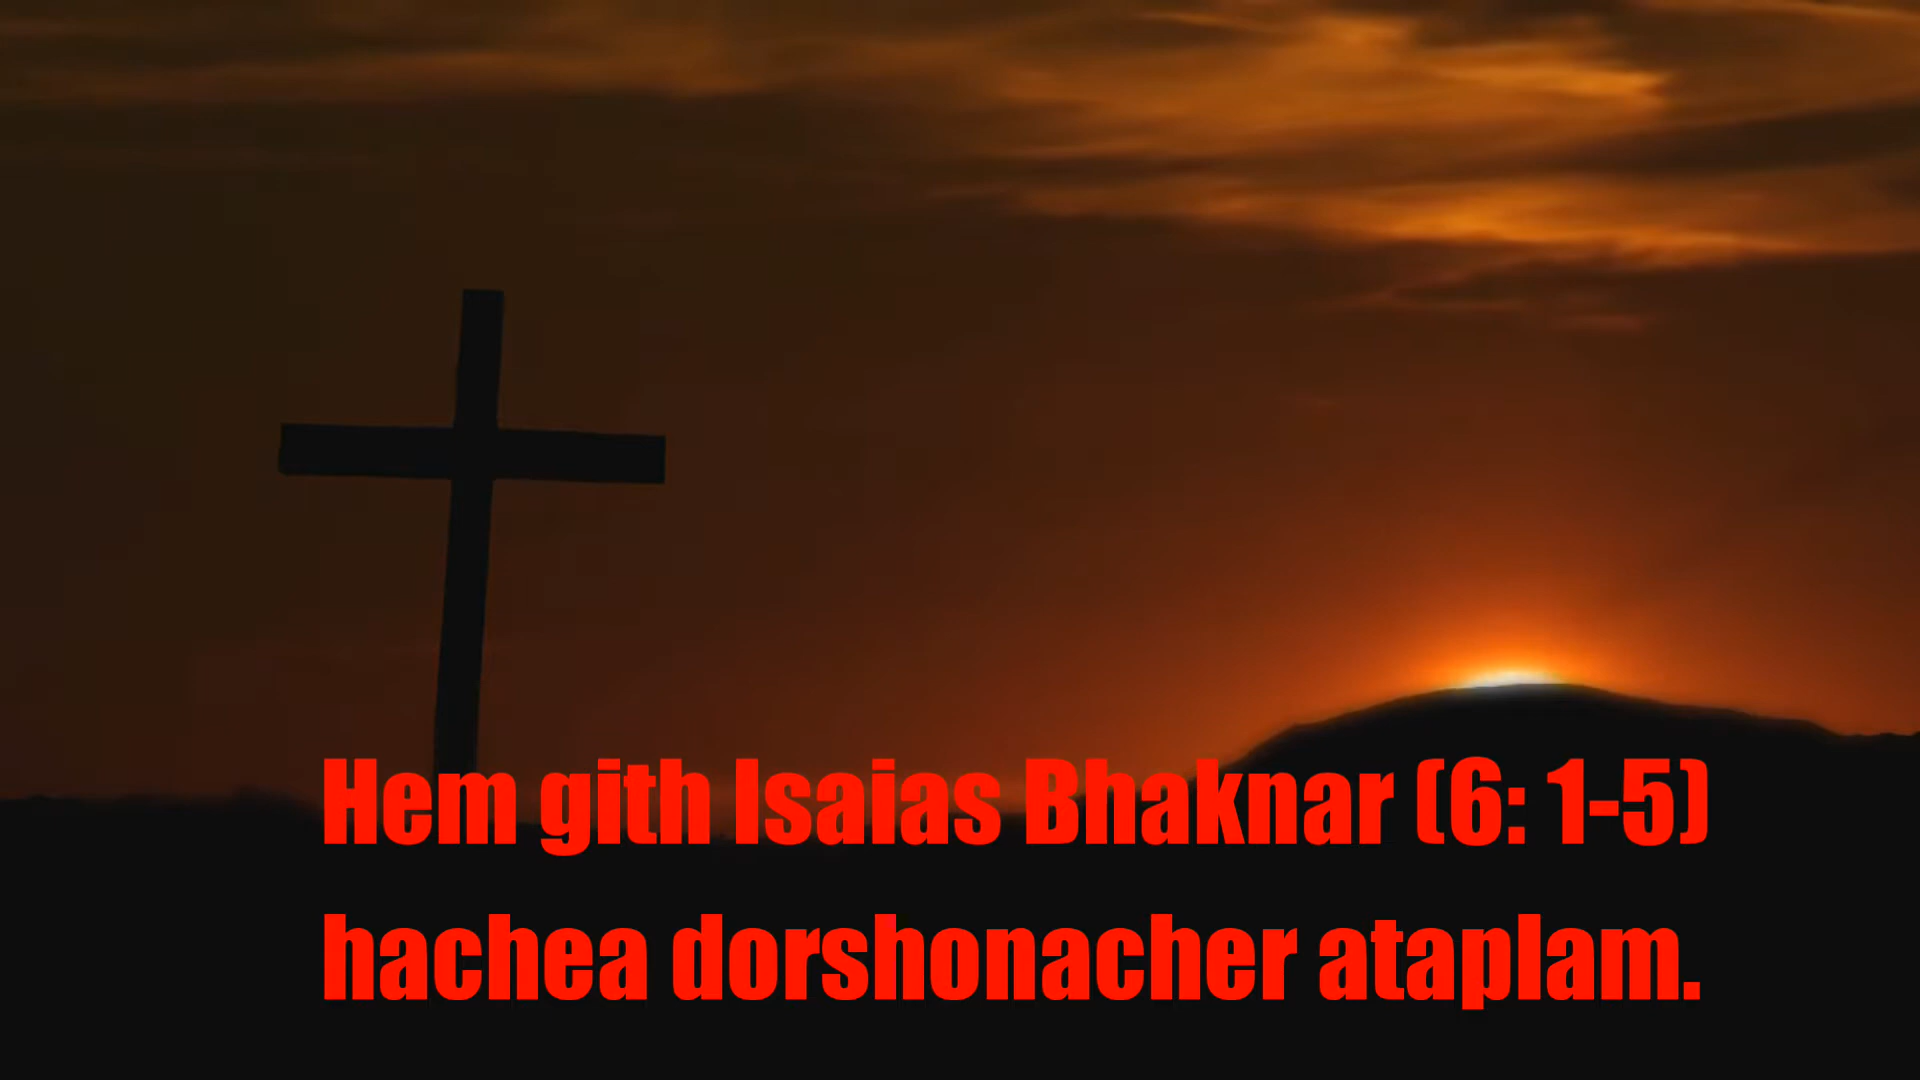 Hem gith Isaias Bhaknar (6: 1-5)
hachea dorshonacher ataplam.